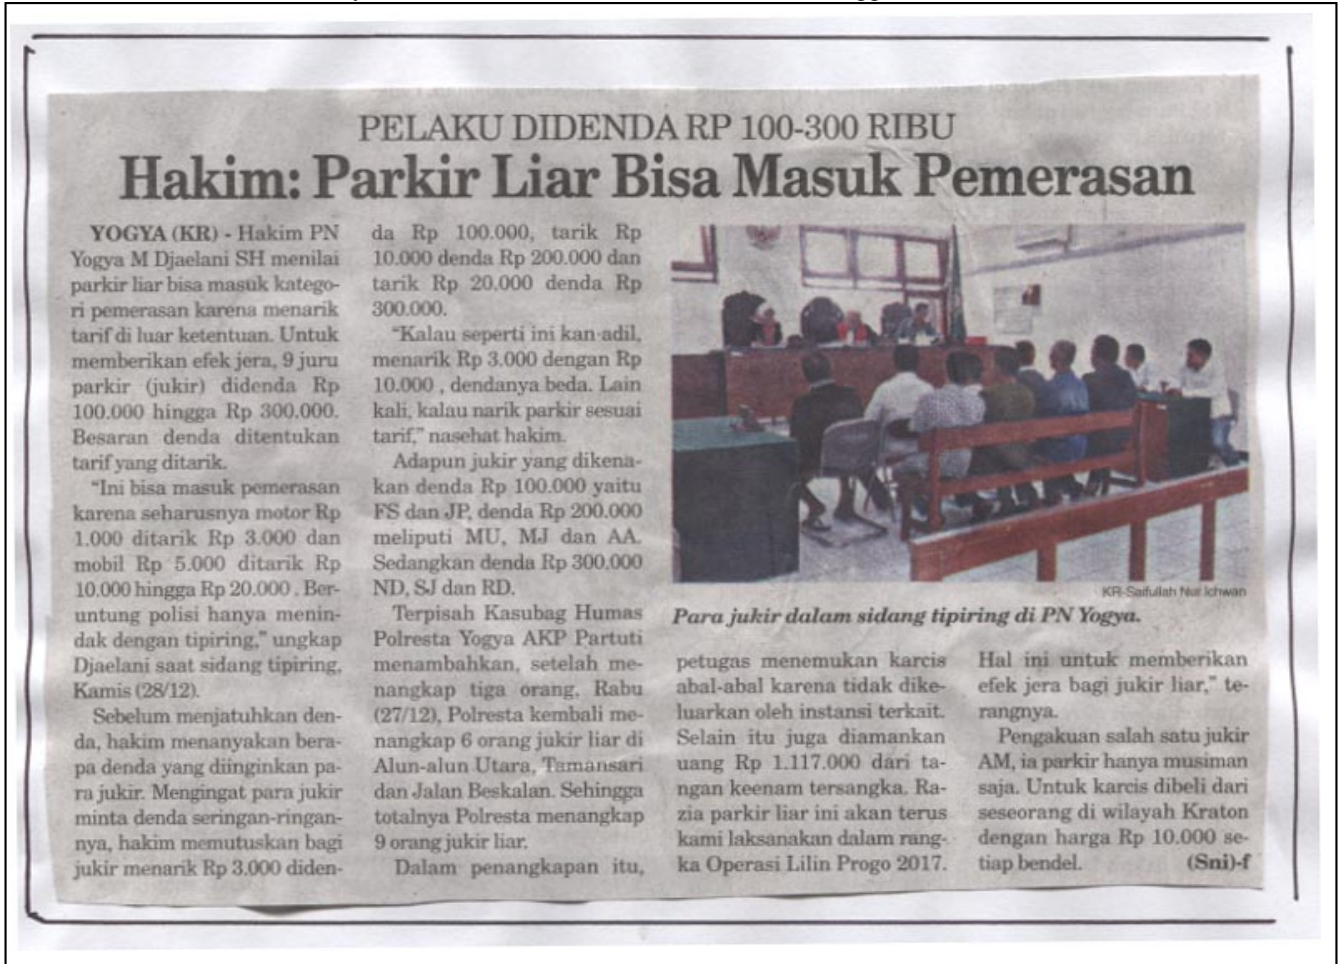 PELAKU DIDENDA RP 100-300 RIBU
Hakim: Parkir Liar Bisa Masuk Pemerasan
YOGYA (KR) - Hakim PN
Yogya M Djaelani SH menilai
parkir liar bisa masuk katego-
ri pemerasan karena menarik
tarif di luar ketentuan. Untuk
memberikan efek jera, 9 juru
parkir (jukir) didenda Rp
100.000 hingga Rp 300.000.
Besaran denda ditentukan
tarif yang ditarik.
"Ini bisa masuk pemerasan
karena seharusnya motor Rp
1.000 ditarik Rp 3.000 dan
mobil Rp 5.000 ditarik Rp
10.000 hingga Rp 20.000 . Ber-
untung polisi hanya menin-
dak dengan tipiring," ungkap
Djaelani saat sidang tipiring,
Kamis (28/12).
Sebelum menjatuhkan den-
da, hakim menanyakan bera-
pa denda yang diinginkan pa-
ra jukir. Mengingat para jukir
minta denda seringan-ringan-
nya, hakim memutuskan bagi
jukir menarik Rp 3.000 diden-
da Rp 100.000, tarik Rp
10.000 denda Rp 200.000 dan
tarik Rp 20.000 denda Rp
300.000.
"Kalau seperti ini kan adil,
menarik Rp 3.000 dengan Rp
10.000 , dendanya beda. Lain
kali, kalau narik parkir sesuai
tarif," nasehat hakim.
Adapun jukir yang dikena-
kan denda Rp 100.000 yaitu
FS dan JP, denda Rp 200.000
meliputi MU, MJ dan AA.
Sedangkan denda Rp 300.000
ND, SJ dan RD.
Terpisah Kasubag Humas
Polresta Yogya AKP Partuti
menambahkan, setelah me-
nangkap tiga orang, Rabu
(27/12), Polresta kembali me-
nangkap 6 orang jukir liar di
Alun-alun Utara, Tamansari
dan Jalan Beskalan. Sehingga
totalnya Polresta menangkap
9 orang jukir liar.
Dalam penangkapan itu,
KR-Saifullah Nur Ichwan
Para jukir dalam sidang tipiring di PN Yogya.
petugas menemukan karcis
abal-abal karena tidak dike-
luarkan oleh instansi terkait.
Selain itu juga diamankan
uang Rp 1.117.000 dari ta-
ngan keenam tersangka. Ra-
zia parkir liar ini akan terus
kami laksanakan dalam rang-
ka Operasi Lilin Progo 2017.
Hal ini untuk memberikan
efek jera bagi jukir liar," te-
rangnya.
Pengakuan salah satu jukir
AM, ia parkir hanya musiman
saja. Untuk karcis dibeli dari
seseorang di wilayah Kraton
dengan harga Rp 10.000 se-
tiap bendel. (Sni)-f